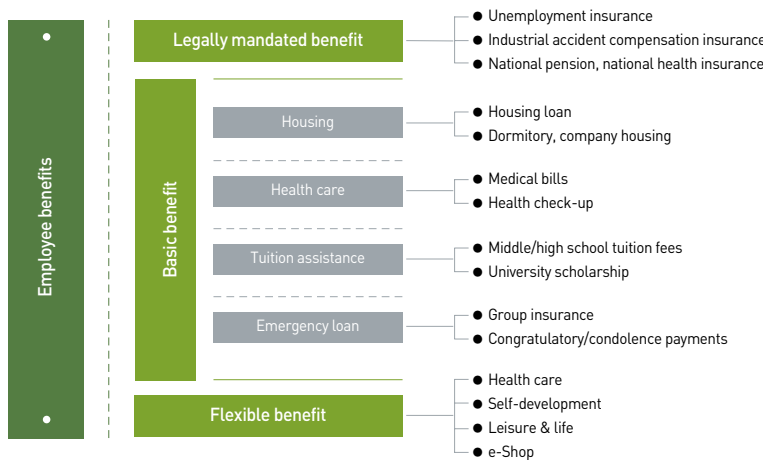 Employee benefits
Legally mandated benefit
● Unemployment insurance
● Industrial accident compensation insurance
● National pension, national health insurance
Basic benefit
Housing
● Housing loan
● Dormitory, company housing
Health care
● Medical bills
● Health check-up
Tuition assistance
● Middle/high school tuition fees
● University scholarship
Emergency loan
● Group insurance
● Congratulatory/condolence payments
Flexible benefit
● Health care
● Self-development
● Leisure & life
● e-Shop